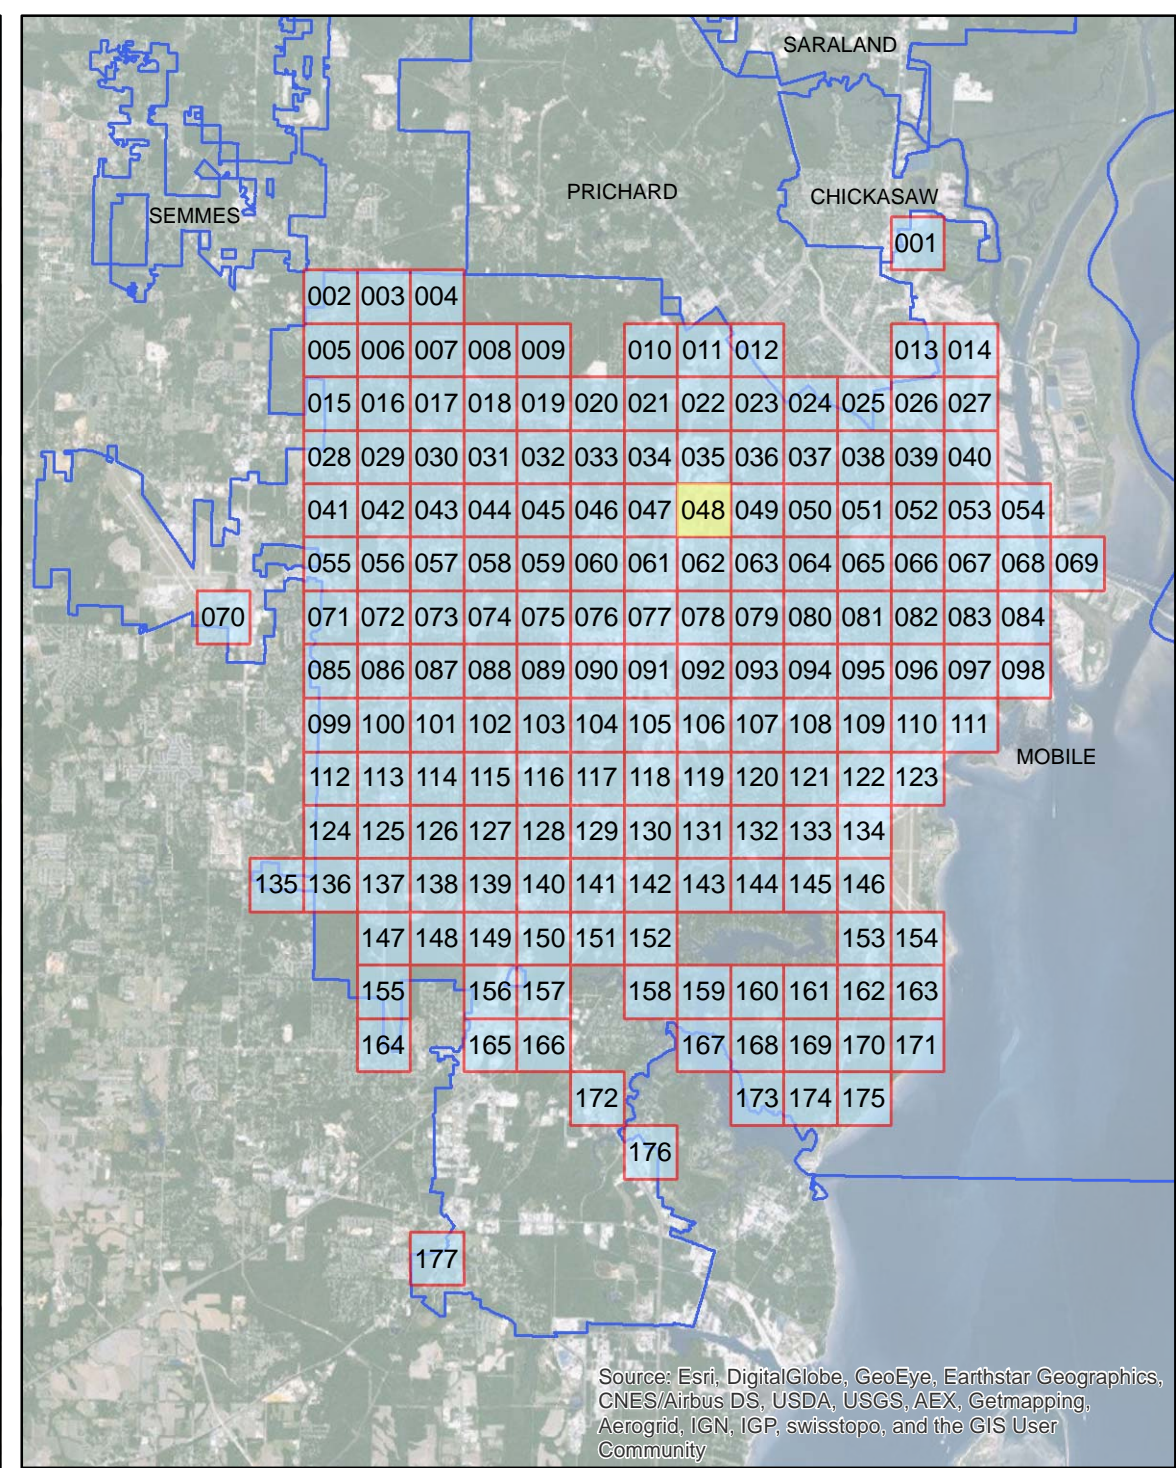 SARALAND
PRICHARD
CHICKASAW
SEMMES
001
002 003 004
005 006 007 008 009 010 011 012 013 014
015 016 017 018 019 020 021 022 023 024 025 026 027
028 029 030 031 032 033 034 035 036 037 038 039 040
041 042 043 044 045 046 047 048 049 050 051 052 053 054
055 056 057 058 059 060 061 062 063 064 065 066 067 068 069
070 071 072 073 074 075 076 077 078 079 080 081 082 083 084
085 086 087 088 089 090 091 092 093 094 095 096 097 098
099 100 101 102 103 104 105 106 107 108 109 110 111
MOBILE
112 113 114 115 116 117 118 119 120 121 122 123
124 125 126 127 128 129 130 131 132 133 134
135 136 137 138 139 140 141 142 143 144 145 146
147 148 149 150 151 152 153 154
155 156 157 158 159 160 161 162 163
164 165 166 167 168 169 170 171
172 173 174 175
176
177
Source: Esri, DigitalGlobe, GeoEye, Earthstar Geographics,
CNES/Airbus DS, USDA, USGS, AEX, Getmapping,
Aerogrid, IGN, IGP, swisstopo, and the GIS User
Community